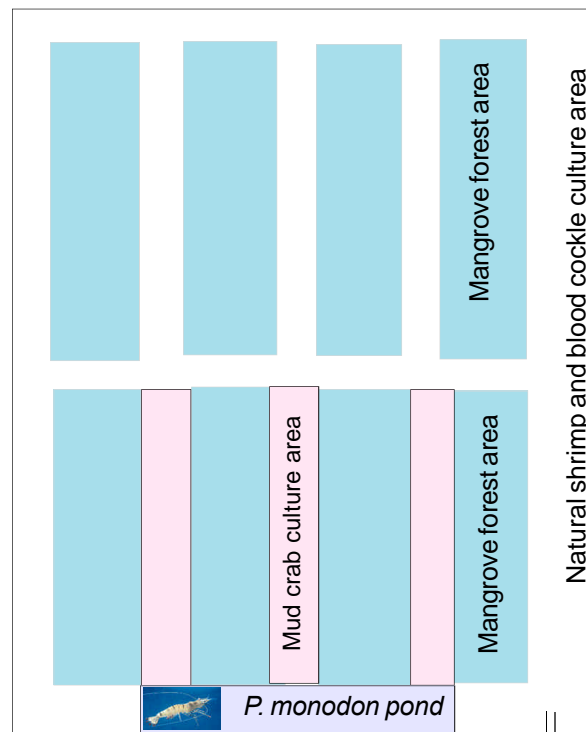 Mangrove forest area
Natural shrimp and blood cockle culture area
Mud crab culture area
Mangrove forest area
P. monodon pond